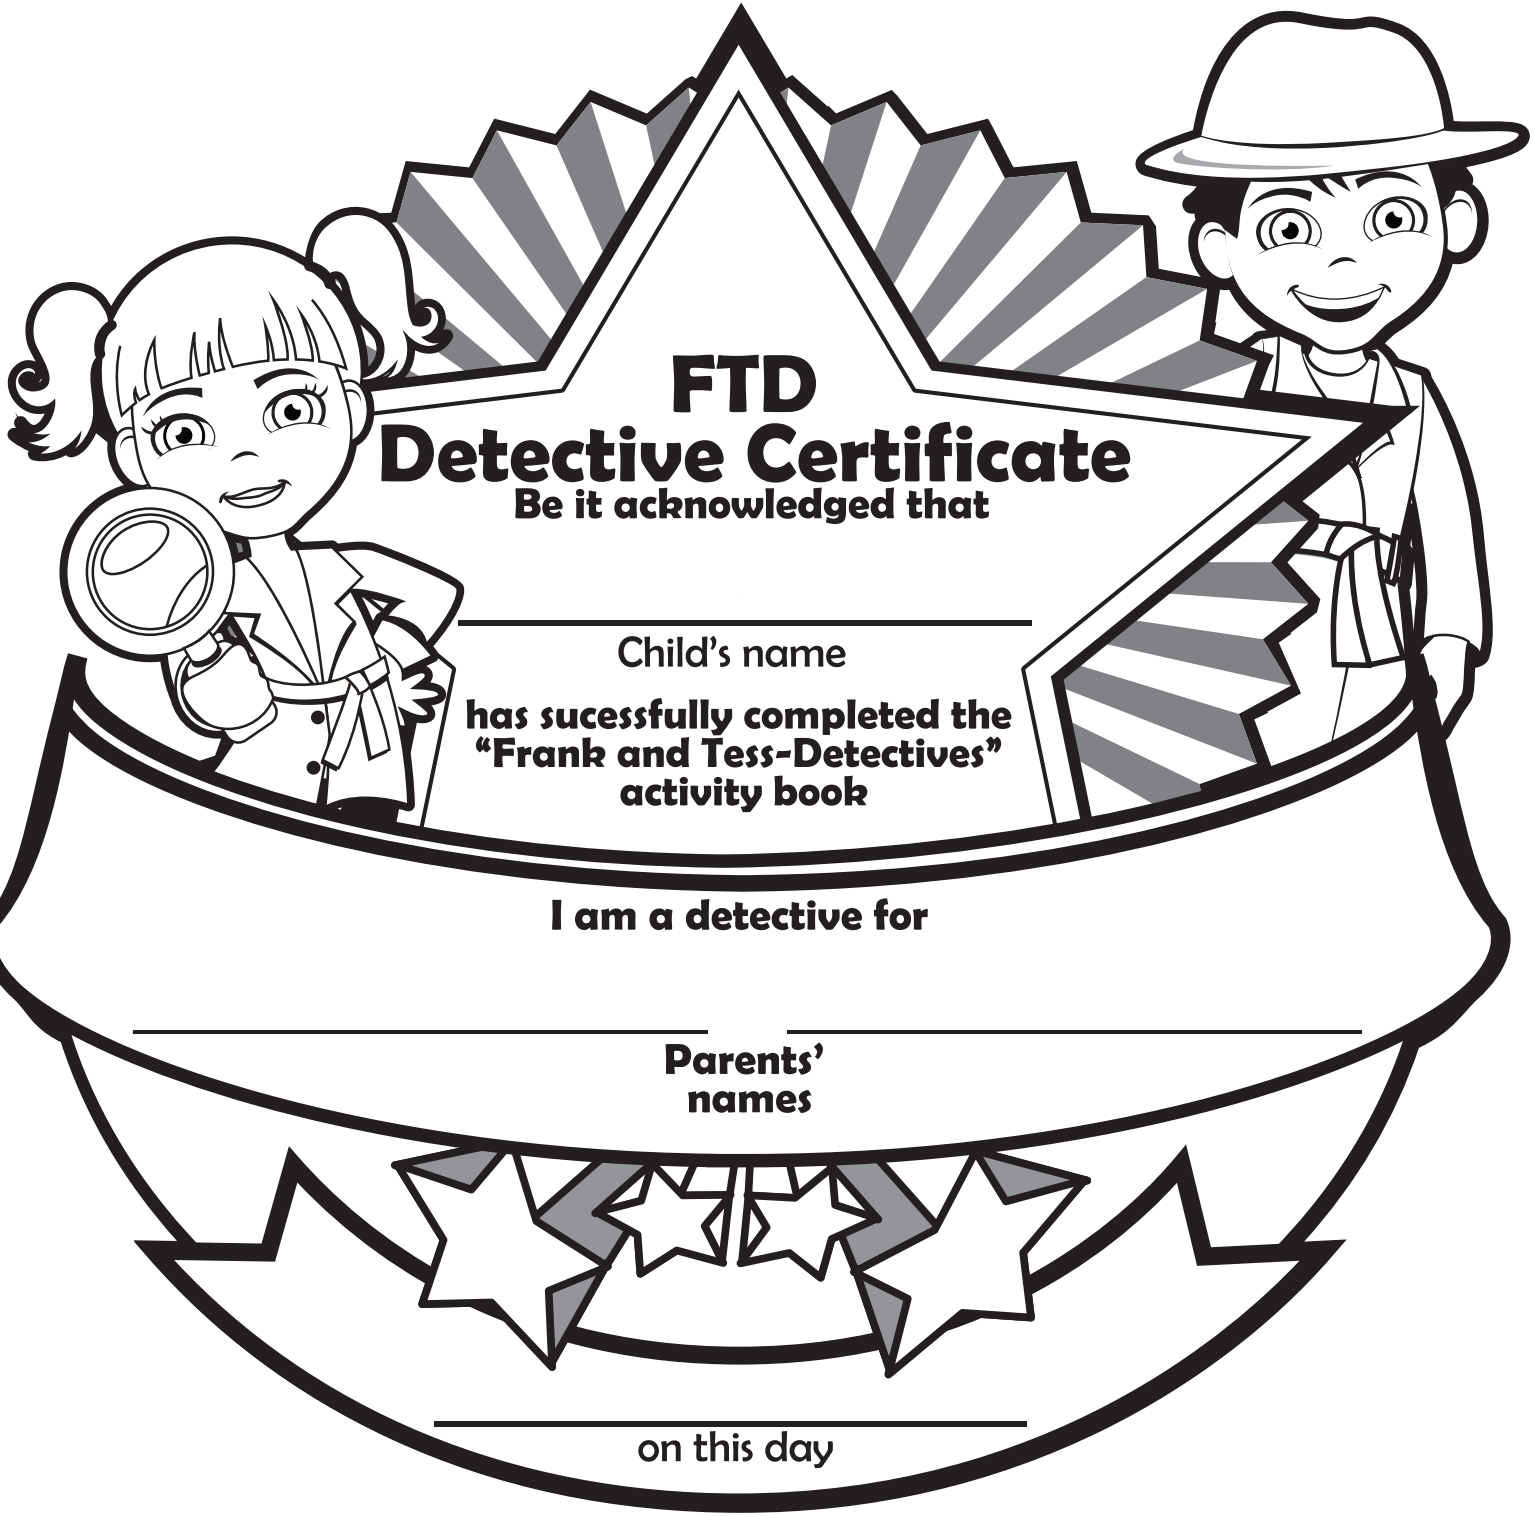 FTD
Detective Certificate
Be it acknowledged that
Child’s name
has sucessfully completed the
“Frank and Tess-Detectives”
activity book
I am a detective for
Parents’
names
on this day